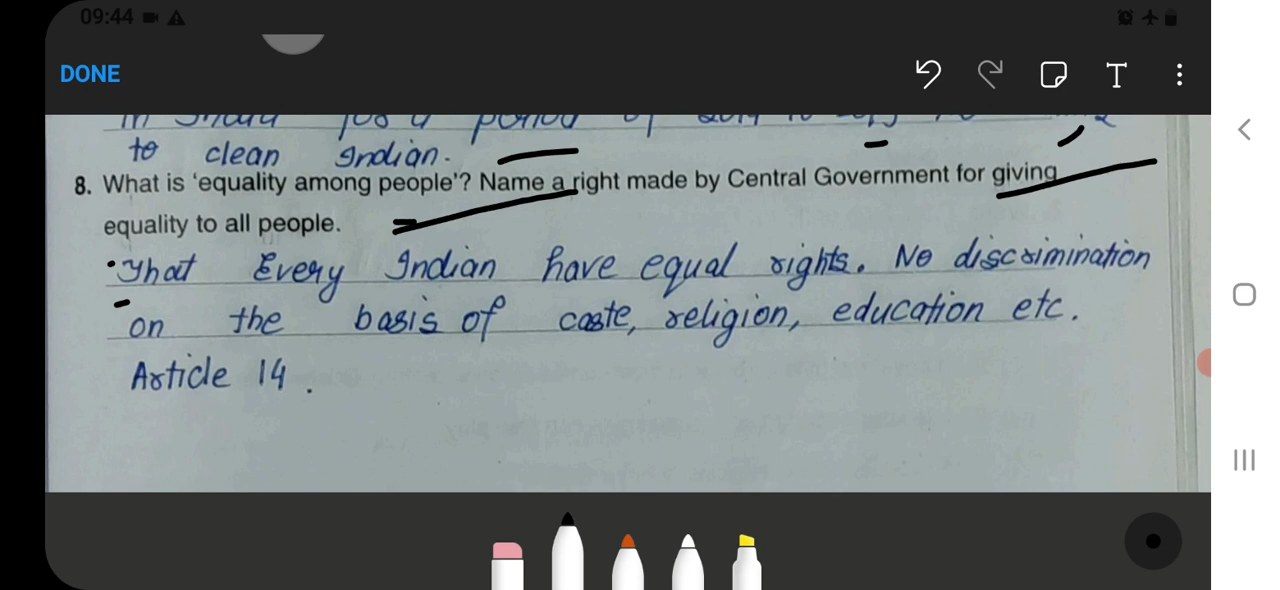 09:44
DONE
T
to clean Indian.
8. What is 'equality among people'? Name a right made by Central Government for giving
equality to all people.
That Every Indian have equal rights. No discrimination
on the basis of caste, religion, education etc.
Article 14.